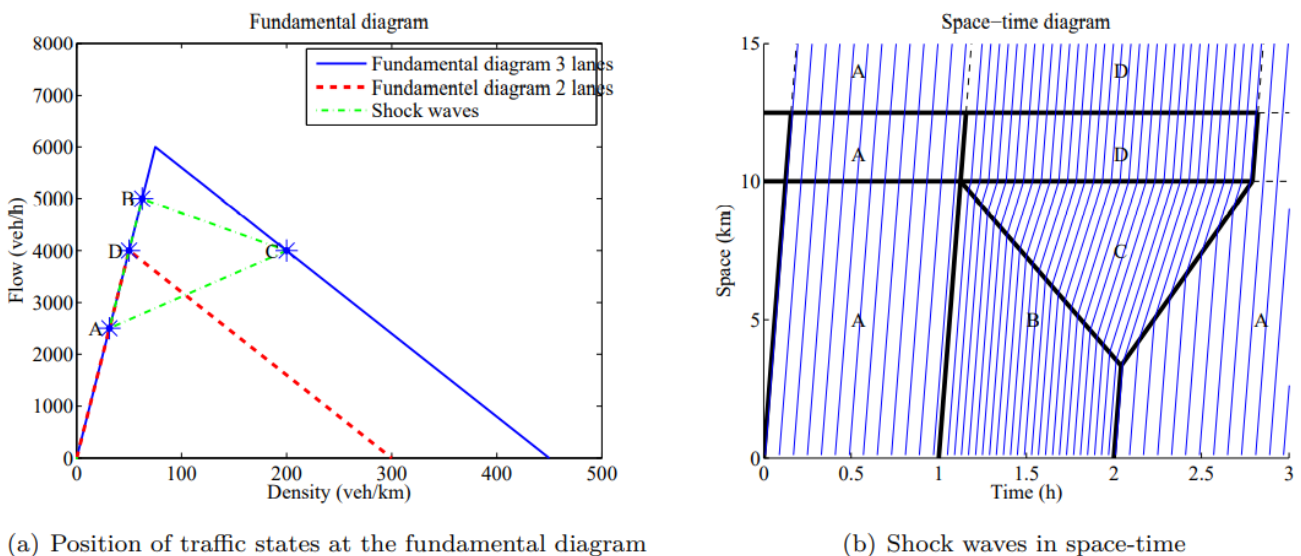 Fundamental diagram
8000
7000
6000
5000
4000
3000
2000
1000
0
Flow (veh/h)
Fundamental diagram 3 lanes
Fundamentel diagram 2 lanes
Shock waves
B
D
C
A
0 100 200 300 400 500
Density (veh/km)
(a) Position of traffic states at the fundamental diagram
Space−time diagram
15
10
5
0
Space (km)
A
D
A
D
C
A
B
A
0 0.5 1 1.5 2 2.5 3
Time (h)
(b) Shock waves in space-time